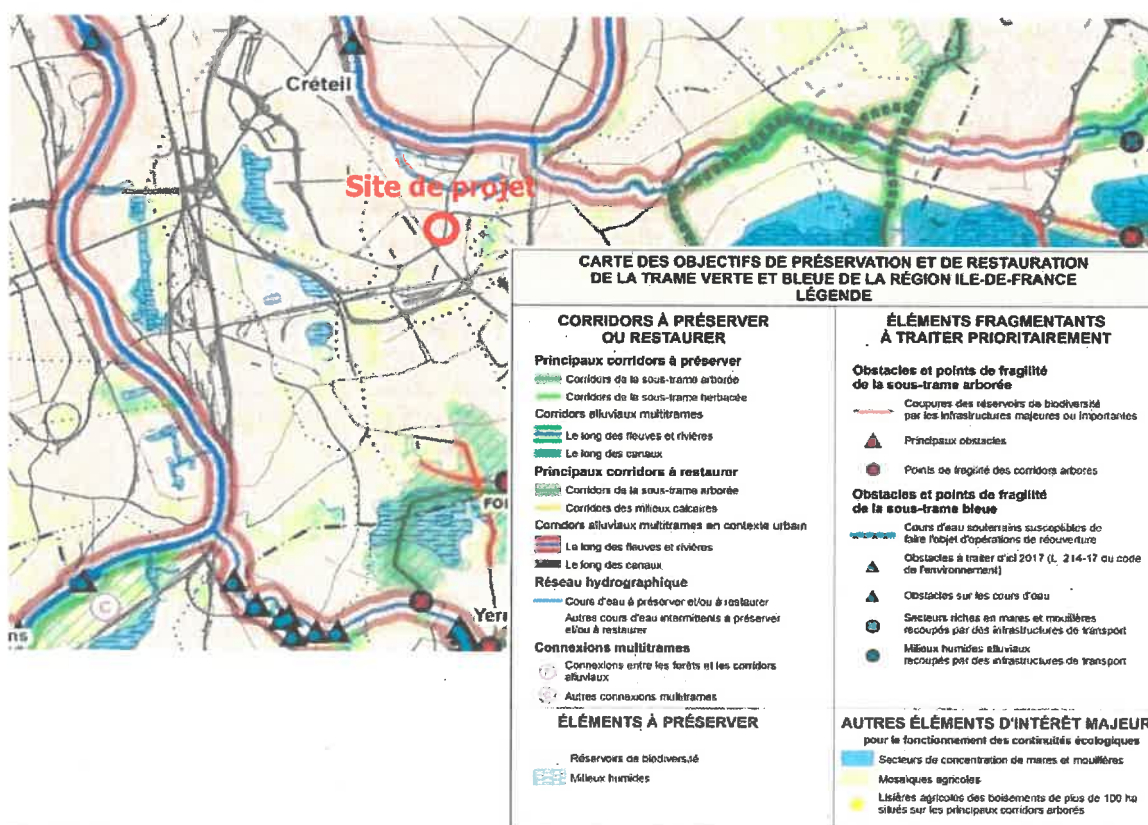 Créteil
Site de projet
C
ns
FOI
Yerr
CARTE DES OBJECTIFS DE PRÉSERVATION ET DE RESTAURATION
DE LA TRAME VERTE ET BLEUE DE LA RÉGION ILE-DE-FRANCE
LÉGENDE
CORRIDORS À PRÉSERVER
OU RESTAURER
Principaux corridors à préserver
Corridors de la sous-trame arborée
Corridors de la sous-trame herbacée
Corridors alluviaux multitrames
Le long des fleuves et rivières
Le long des canaux
Principaux corridors à restaurer
Corridors de la sous-trame arborée
Corridors des milieux calcaires
Corridors alluviaux multitrames en contexte urbain
Le long des fleuves et rivières
Le long des canaux
Réseau hydrographique
Cours d'eau à préserver et/ou à restaurer
Autres cours d'eau intermittents à préserver
et/ou à restaurer
Connexions multitrames
Connexions entre les forêts et les corridors
alluviaux
Autres connexions multitrames
ÉLÉMENTS À PRÉSERVER
Réservoirs de biodiversité
Milieux humides
ÉLÉMENTS FRAGMENTANTS
À TRAITER PRIORITAIREMENT
Obstacles et points de fragilité
de la sous-trame arborée
Coupures des réservoirs de biodiversité
par les infrastructures majeures ou importantes
Principaux obstacles
Points de fragilité des corridors arborés
Obstacles et points de fragilité
de la sous-trame bleue
Cours d'eau souterrains susceptibles de
faire l'objet d'opérations de réouverture
Obstacles à traiter d'ici 2017 (L. 214-17 du code
de l'environnement)
Obstacles sur les cours d'eau
Secteurs riches en mares et mouillères
recoupés par des infrastructures de transport
Milieux humides alluviaux
recoupés par des infrastructures de transport
AUTRES ÉLÉMENTS D'INTÉRÊT MAJEUR
pour le fonctionnement des continuités écologiques
Secteurs de concentration de mares et mouillères
Mosaïques agricoles
Lisières agricoles des boisements de plus de 100 ha
situés sur les principaux corridors arborés